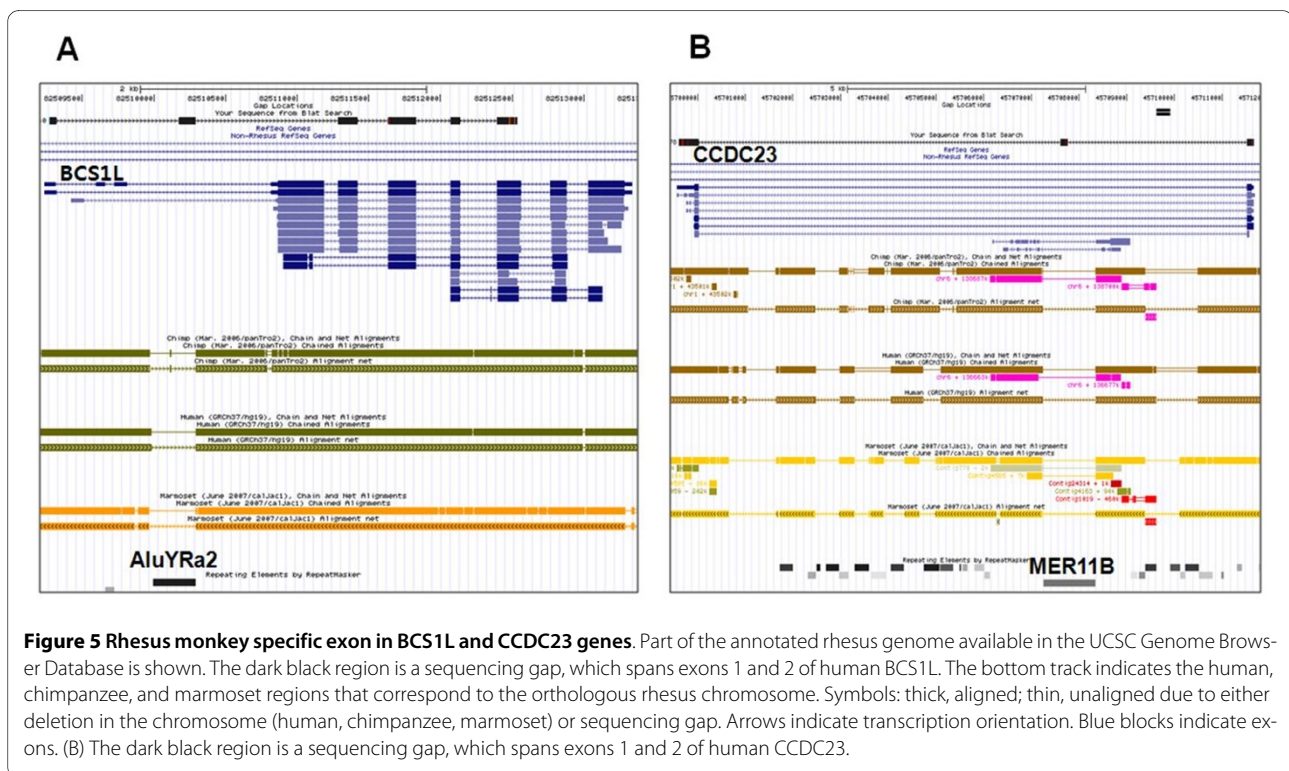 A
2 kb
82509500| 82510000| 82510500| 82511000| 82511500| 82512000| 82512500| 82513000|
Gap Locations
Your Sequence from Blat Search
RefSeq Genes
Non-Rhesus RefSeq Genes
BCS1L
Chimp (Mar. 2006/panTro2), Chain and Net Alignments
Chimp (Mar. 2006/panTro2) Chained Alignments
Chimp (Mar. 2006/panTro2) Alignment net
Human (GRCh37/hg19), Chain and Net Alignments
Human (GRCh37/hg19) Chained Alignments
Human (GRCh37/hg19) Alignment net
Marmoset (June 2007/calJac1), Chain and Net Alignments
Marmoset (June 2007/calJac1) Chained Alignments
Marmoset (June 2007/calJac1) Alignment net
AluYRa2
Repeating Elements by RepeatMasker
B
5 kb
45701000| 45702000| 45703000| 45704000| 45705000| 45706000| 45707000| 45708000| 45709000| 45710000| 45711000|
Gap Locations
Your Sequence from Blat Search
CCDC23
RefSeq Genes
Non-Rhesus RefSeq Genes
Chimp (Mar. 2006/panTro2), Chain and Net Alignments
Chimp (Mar. 2006/panTro2) Chained Alignments
Chimp (Mar. 2006/panTro2) Alignment net
Human (GRCh37/hg19), Chain and Net Alignments
Human (GRCh37/hg19) Chained Alignments
Human (GRCh37/hg19) Alignment net
Marmoset (June 2007/calJac1), Chain and Net Alignments
Marmoset (June 2007/calJac1) Chained Alignments
Marmoset (June 2007/calJac1) Alignment net
MER11B
Repeating Elements by RepeatMasker
Figure 5 Rhesus monkey specific exon in BCS1L and CCDC23 genes. Part of the annotated rhesus genome available in the UCSC Genome Brows-
er Database is shown. The dark black region is a sequencing gap, which spans exons 1 and 2 of human BCS1L. The bottom track indicates the human,
chimpanzee, and marmoset regions that correspond to the orthologous rhesus chromosome. Symbols: thick, aligned; thin, unaligned due to either
deletion in the chromosome (human, chimpanzee, marmoset) or sequencing gap. Arrows indicate transcription orientation. Blue blocks indicate ex-
ons. (B) The dark black region is a sequencing gap, which spans exons 1 and 2 of human CCDC23.